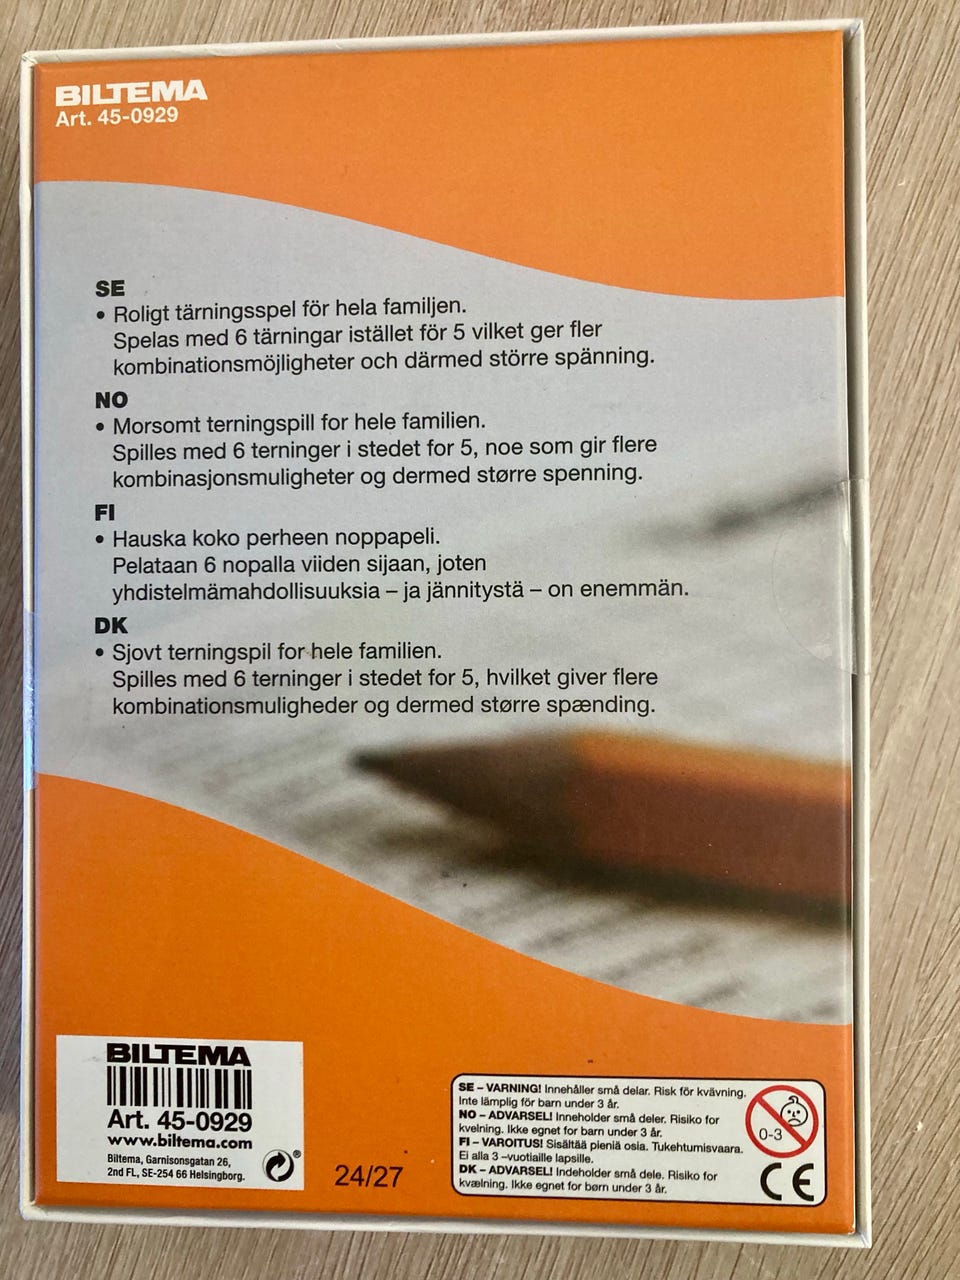 BILTEMA
Art. 45-0929
SE
• Roligt tärningsspel för hela familjen.
Spelas med 6 tärningar istället för 5 vilket ger fler
kombinationsmöjligheter och därmed större spänning.
NO
• Morsomt terningspill for hele familien.
Spilles med 6 terninger i stedet for 5, noe som gir flere
kombinasjonsmuligheter og dermed større spenning.
FI
• Hauska koko perheen noppapeli.
Pelataan 6 nopalla viiden sijaan, joten
yhdistelmämahdollisuuksia – ja jännitystä – on enemmän.
DK
• Sjovt terningspil for hele familien.
Spilles med 6 terninger i stedet for 5, hvilket giver flere
kombinationsmuligheder og dermed større spænding.
BILTEMA
Art. 45-0929
www.biltema.com
Biltema, Garnisonsgatan 26,
2nd FL, SE-254 66 Helsingborg.
®
24/27
SE – VARNING! Innehåller små delar. Risk för kvävning.
Inte lämplig för barn under 3 år.
NO – ADVARSEL! Inneholder små deler. Risiko for
kvelning. Ikke egnet for barn under 3 år.
FI – VAROITUS! Sisältää pieniä osia. Tukehtumisvaara.
Ei alla 3 –vuotiaille lapsille.
DK – ADVARSEL! Indeholder små dele. Risiko for
kvælning. Ikke egnet for børn under 3 år.
0-3
CE